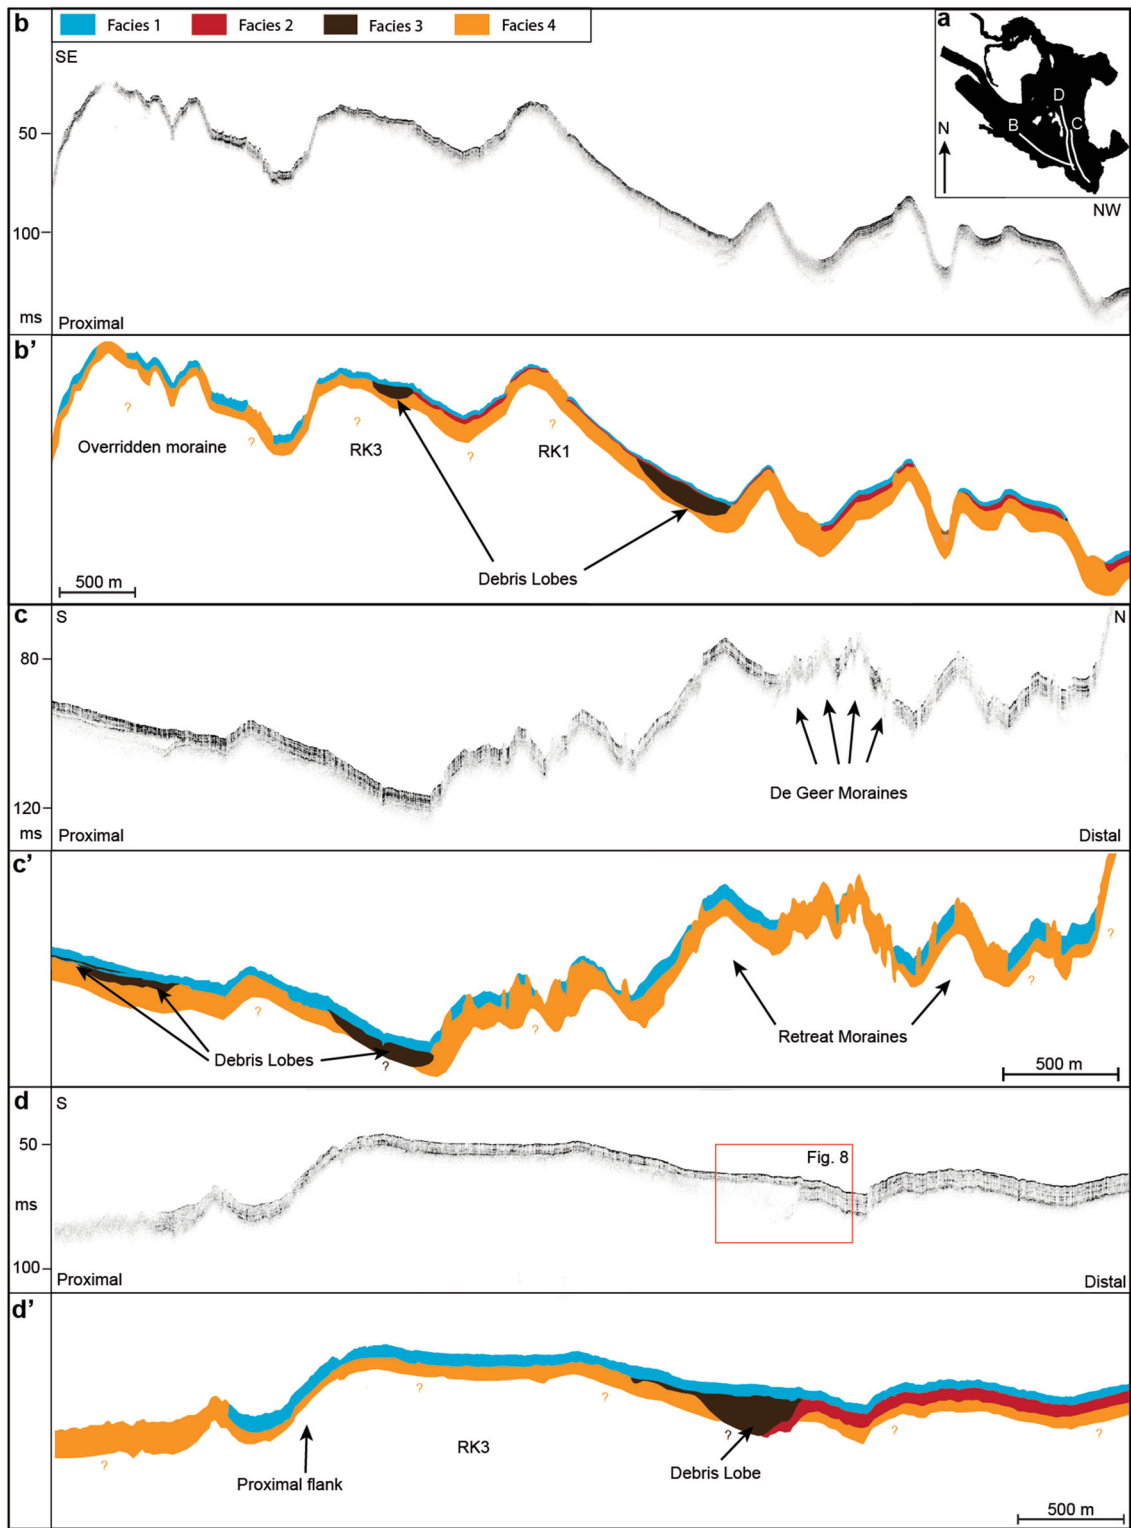 b
Facies 1
Facies 2
Facies 3
Facies 4
a
SE
D
B
C
N
NW
50
100
ms
Proximal
b’
?
?
Overridden moraine
?
RK3
?
?
RK1
Debris Lobes
500 m
c
S
N
80
De Geer Moraines
120
ms
Proximal
Distal
c’
?
?
?
?
Debris Lobes
?
Retreat Moraines
500 m
d
S
50
Fig. 8
ms
100
Proximal
Distal
d’
?
?
?
?
?
?
RK3
Proximal flank
Debris Lobe
500 m